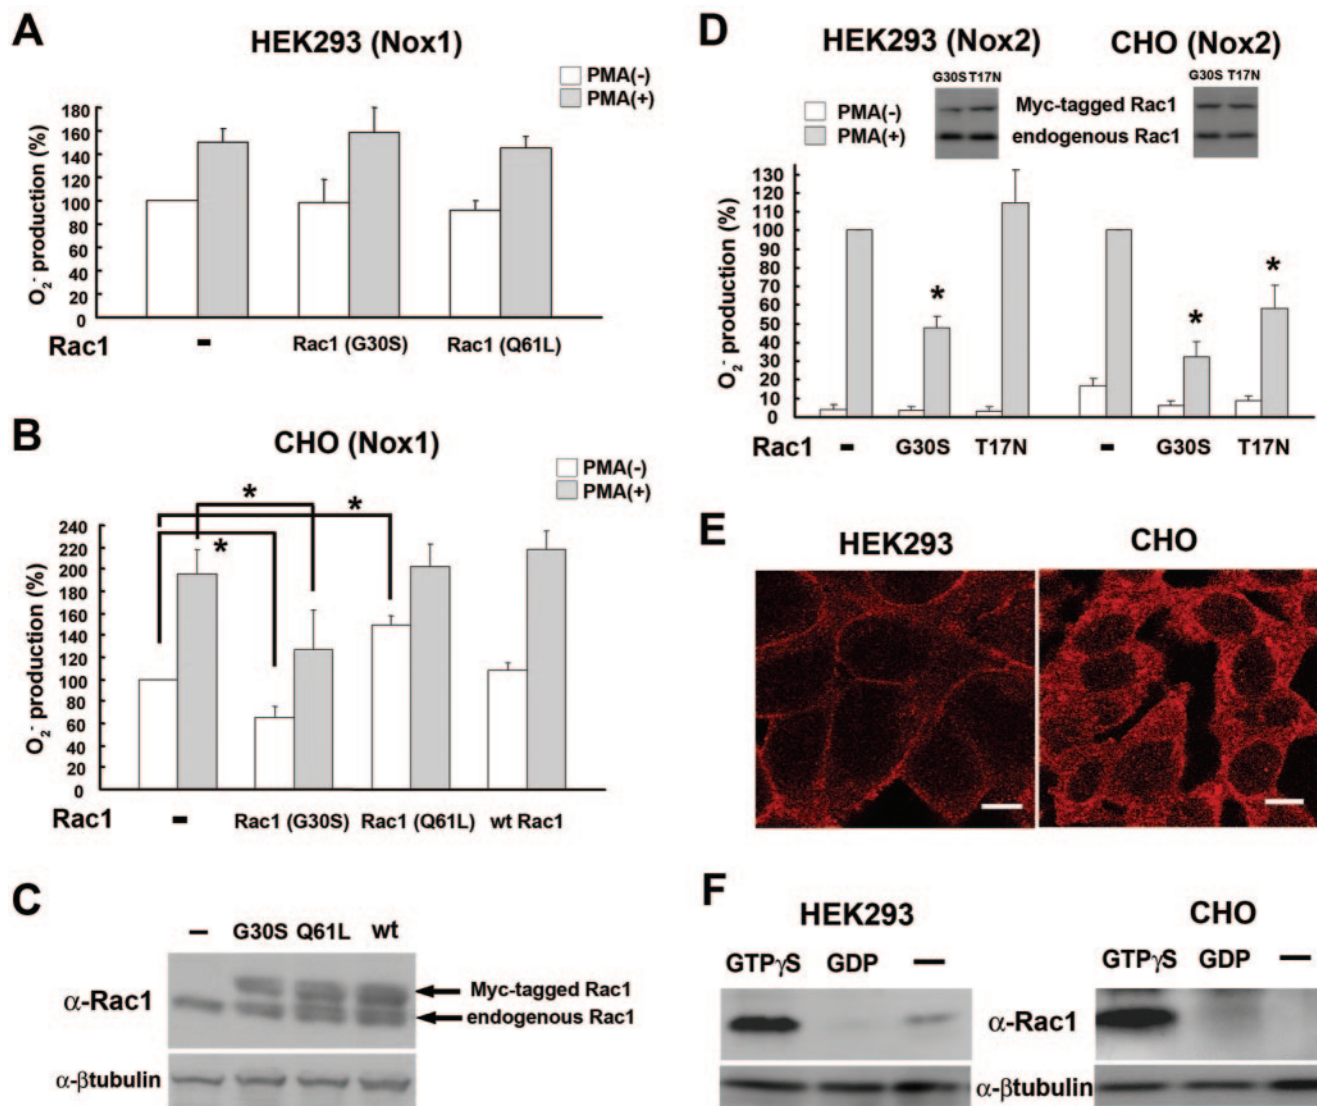 A
HEK293 (Nox1)
PMA(-)
PMA(+)
O2- production (%)
180
160
140
120
100
80
60
40
20
0
Rac1
-
Rac1 (G30S)
Rac1 (Q61L)
B
CHO (Nox1)
PMA(-)
PMA(+)
O2- production (%)
240
220
200
180
160
140
120
100
80
60
40
20
0
*
*
*
Rac1
-
Rac1 (G30S)
Rac1 (Q61L)
wt Rac1
C
– G30S Q61L wt
α-Rac1
Myc-tagged Rac1
endogenous Rac1
α-βtubulin
D
HEK293 (Nox2)
CHO (Nox2)
G30S T17N
G30S T17N
PMA(-)
PMA(+)
Myc-tagged Rac1
endogenous Rac1
O2- production (%)
130
120
110
100
90
80
70
60
50
40
30
20
10
0
*
*
*
Rac1
-
G30S
T17N
-
G30S
T17N
E
HEK293
CHO
F
HEK293
CHO
GTPγS GDP —
GTPγS GDP —
α-Rac1
α-βtubulin